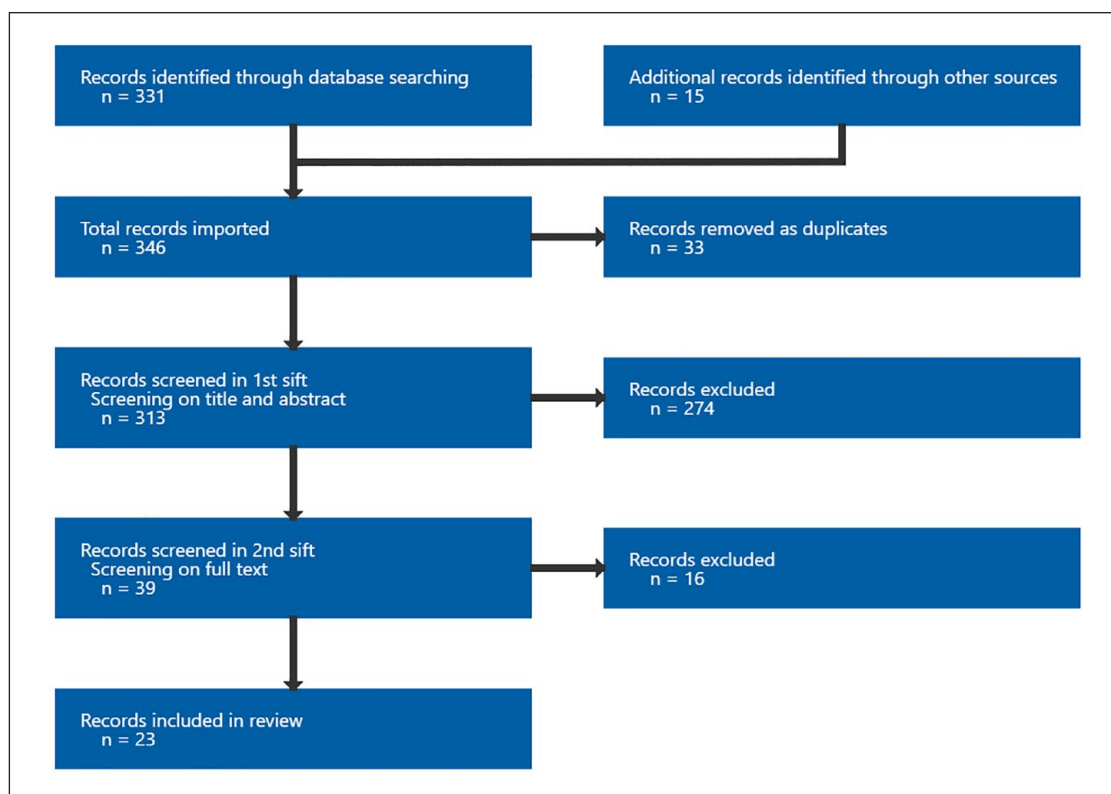 Records identified through database searching
n = 331
Additional records identified through other sources
n = 15
Total records imported
n = 346
Records removed as duplicates
n = 33
Records screened in 1st sift
Screening on title and abstract
n = 313
Records excluded
n = 274
Records screened in 2nd sift
Screening on full text
n = 39
Records excluded
n = 16
Records included in review
n = 23